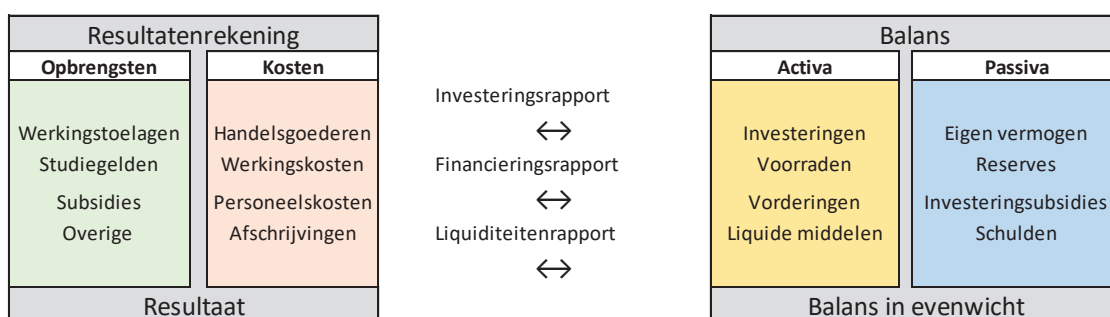 Resultatenrekening
Opbrengsten
Kosten
Werkingstoelagen
Studiegelden
Subsidies
Overige
Handelsgoederen
Werkingskosten
Personeelskosten
Afschrijvingen
Resultaat
Investeringsrapport
Financieringsrapport
Liquiditeitenrapport
Balans
Activa
Passiva
Investeringen
Voorraden
Vorderingen
Liquide middelen
Eigen vermogen
Reserves
Investeringsubsidies
Schulden
Balans in evenwicht